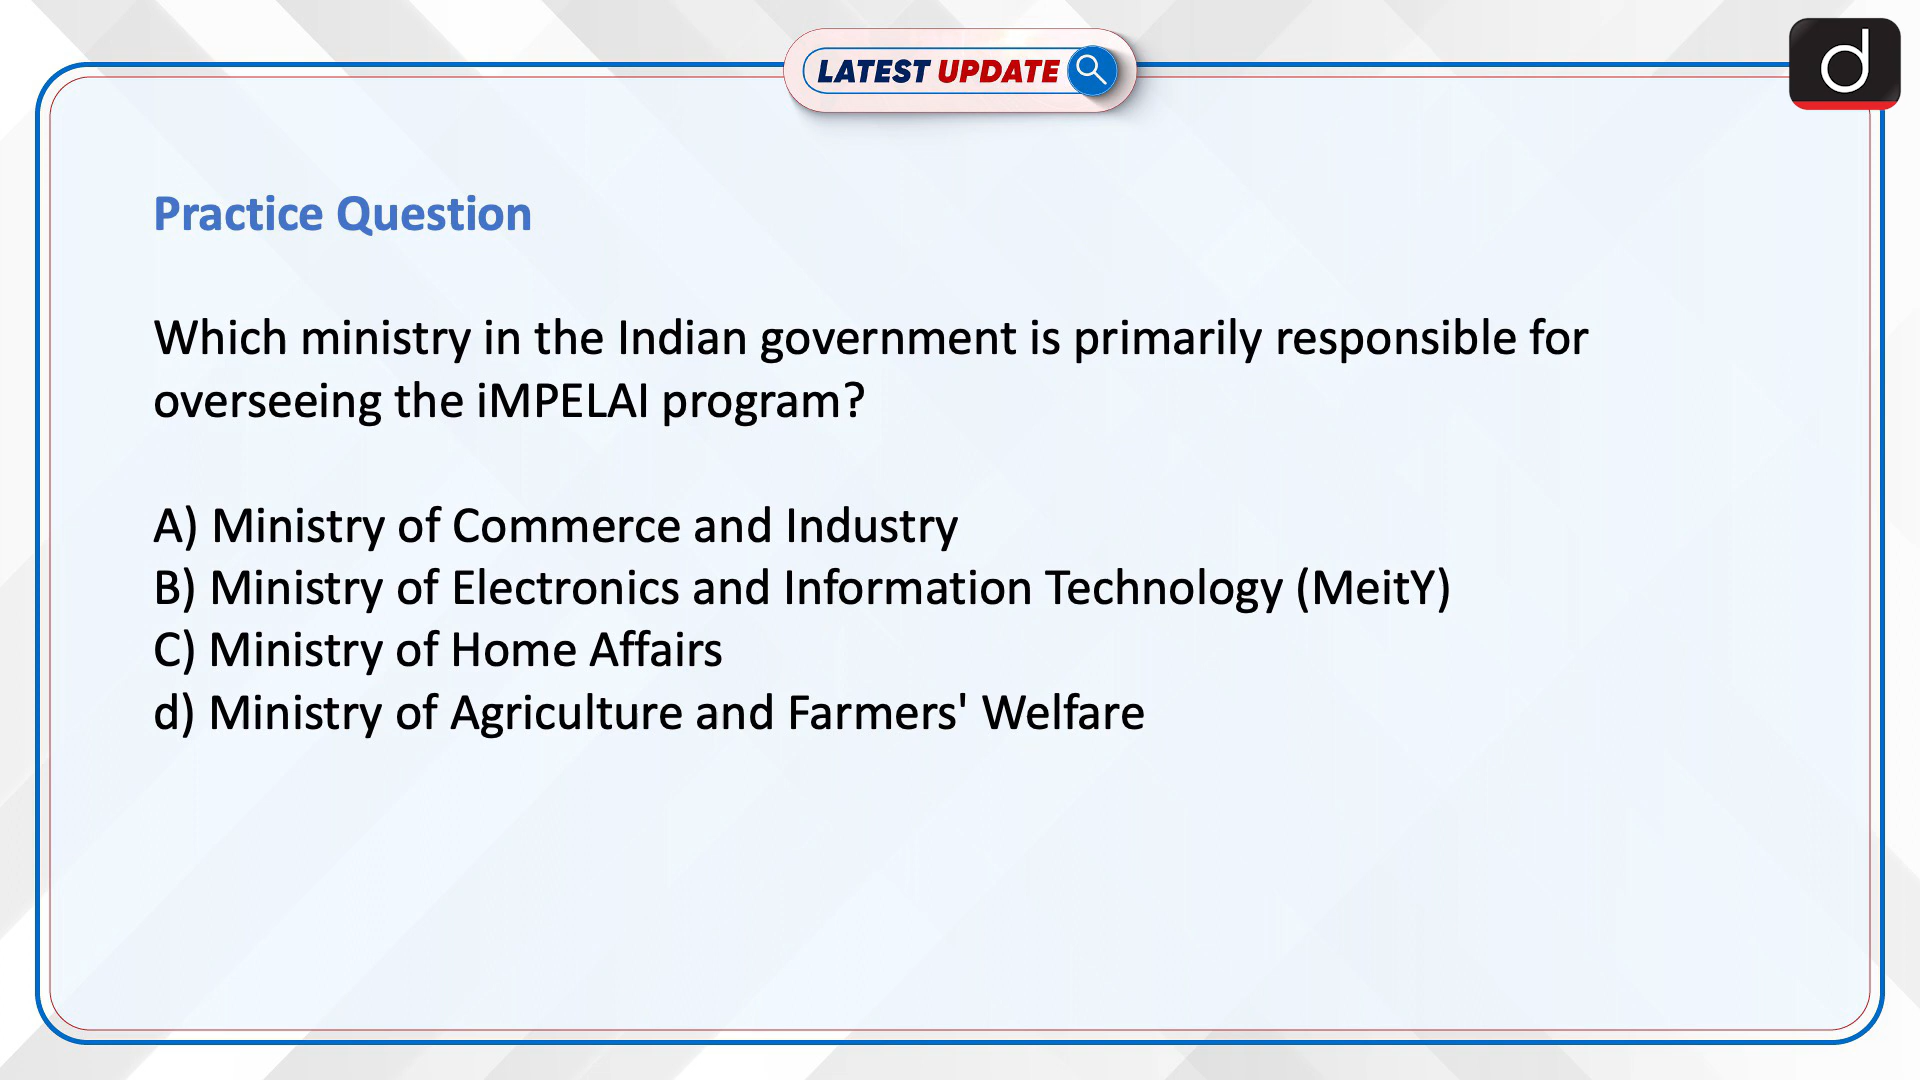 LATEST UPDATE
d
Practice Question
Which ministry in the Indian government is primarily responsible for
overseeing the iMPELAI program?
A) Ministry of Commerce and Industry
B) Ministry of Electronics and Information Technology (MeitY)
C) Ministry of Home Affairs
d) Ministry of Agriculture and Farmers' Welfare